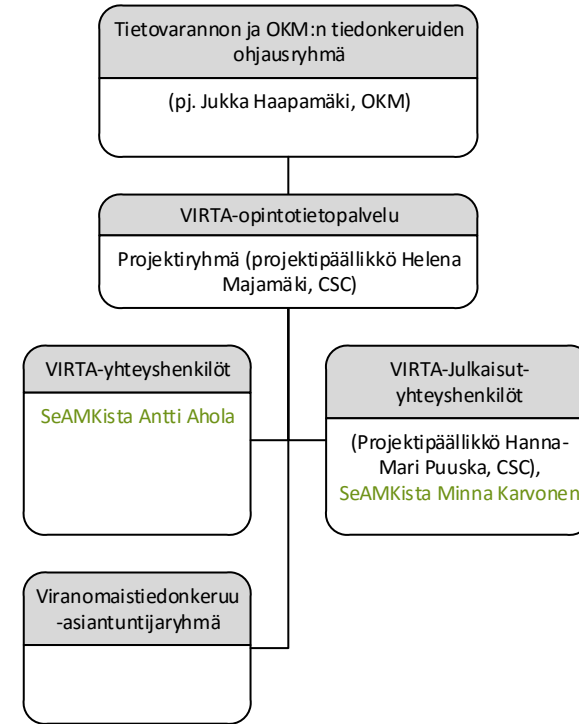 Tietovarannon ja OKM:n tiedonkeruiden
ohjausryhmä
(pj. Jukka Haapamäki, OKM)
VIRTA-opintotietopalvelu
Projektiryhmä (projektipäällikkö Helena
Majamäki, CSC)
VIRTA-yhteyshenkilöt
SeAMKista Antti Ahola
VIRTA-Julkaisut-
yhteyshenkilöt
(Projektipäällikkö Hanna-
Mari Puuska, CSC),
SeAMKista Minna Karvonen
Viranomaistiedonkeruu
-asiantuntijaryhmä